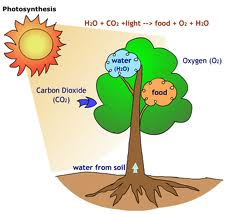 Photosynthesis
H₂O + CO₂ +light --> food + O₂ + H₂O
water
(H₂O)
Oxygen (O₂)
Carbon Dioxide
(CO₂)
food
water from soil